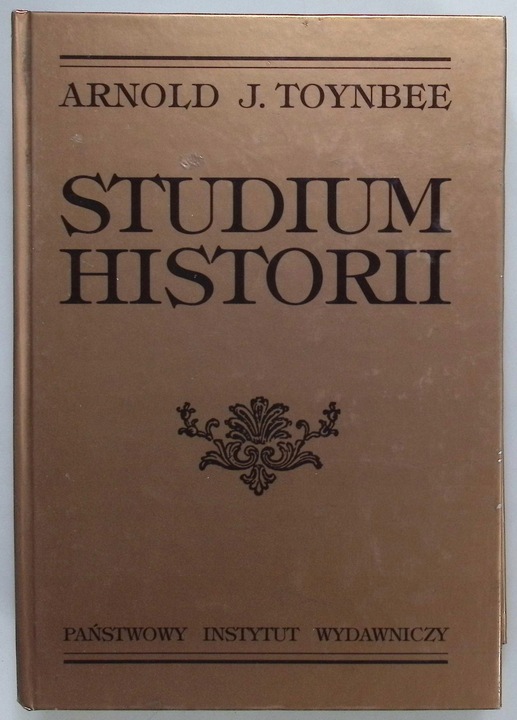 ARNOLD J. TOYNBEE
STUDIUM
HISTORII
PAŃSTWOWY INSTYTUT WYDAWNICZY